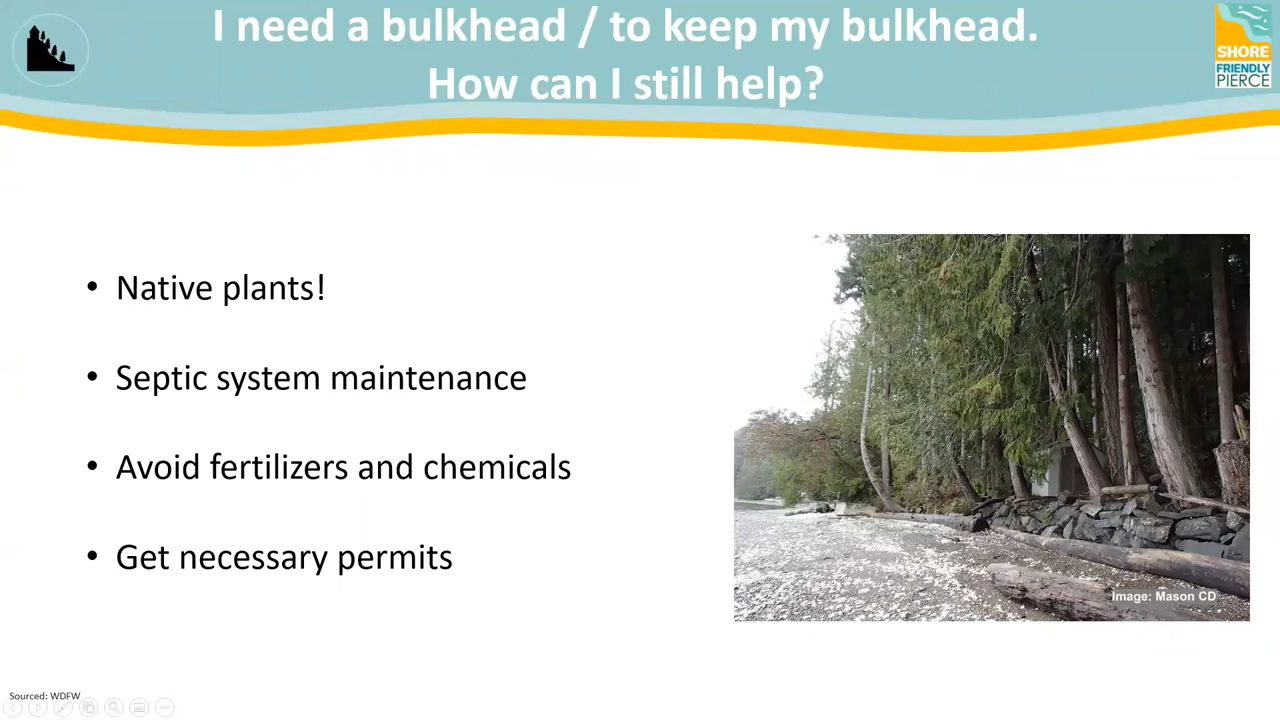 I need a bulkhead / to keep my bulkhead.
How can I still help?
SHORE
FRIENDLY
PIERCE
• Native plants!
• Septic system maintenance
• Avoid fertilizers and chemicals
• Get necessary permits
Image: Mason CD
Sourced: WDFW